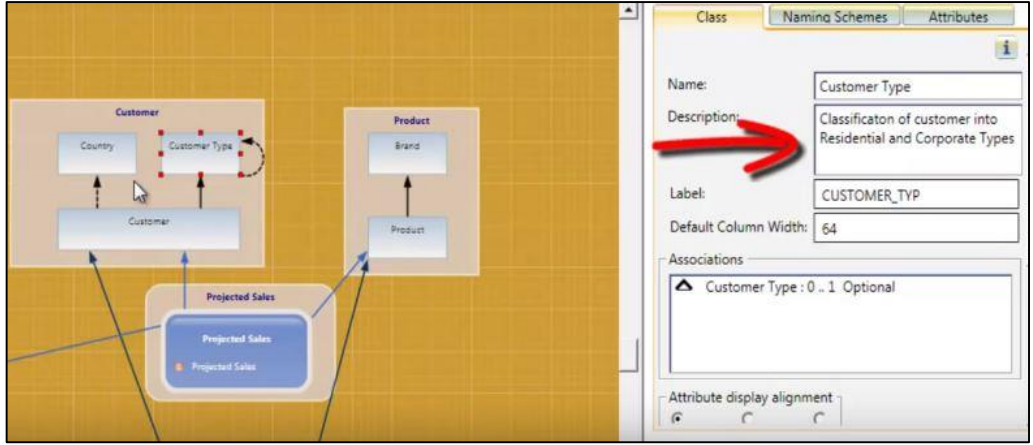 Customer
Country
Customer Type
Customer
Product
Brand
Product
Projected Sales
Projected Sales
Projected Sales
Class
Naming Schemes
Attributes
i
Name:
Customer Type
Description:
Classificaton of customer into
Residential and Corporate Types
Label:
CUSTOMER_TYP
Default Column Width:
64
Associations
Customer Type : 0 .. 1 Optional
Attribute display alignment